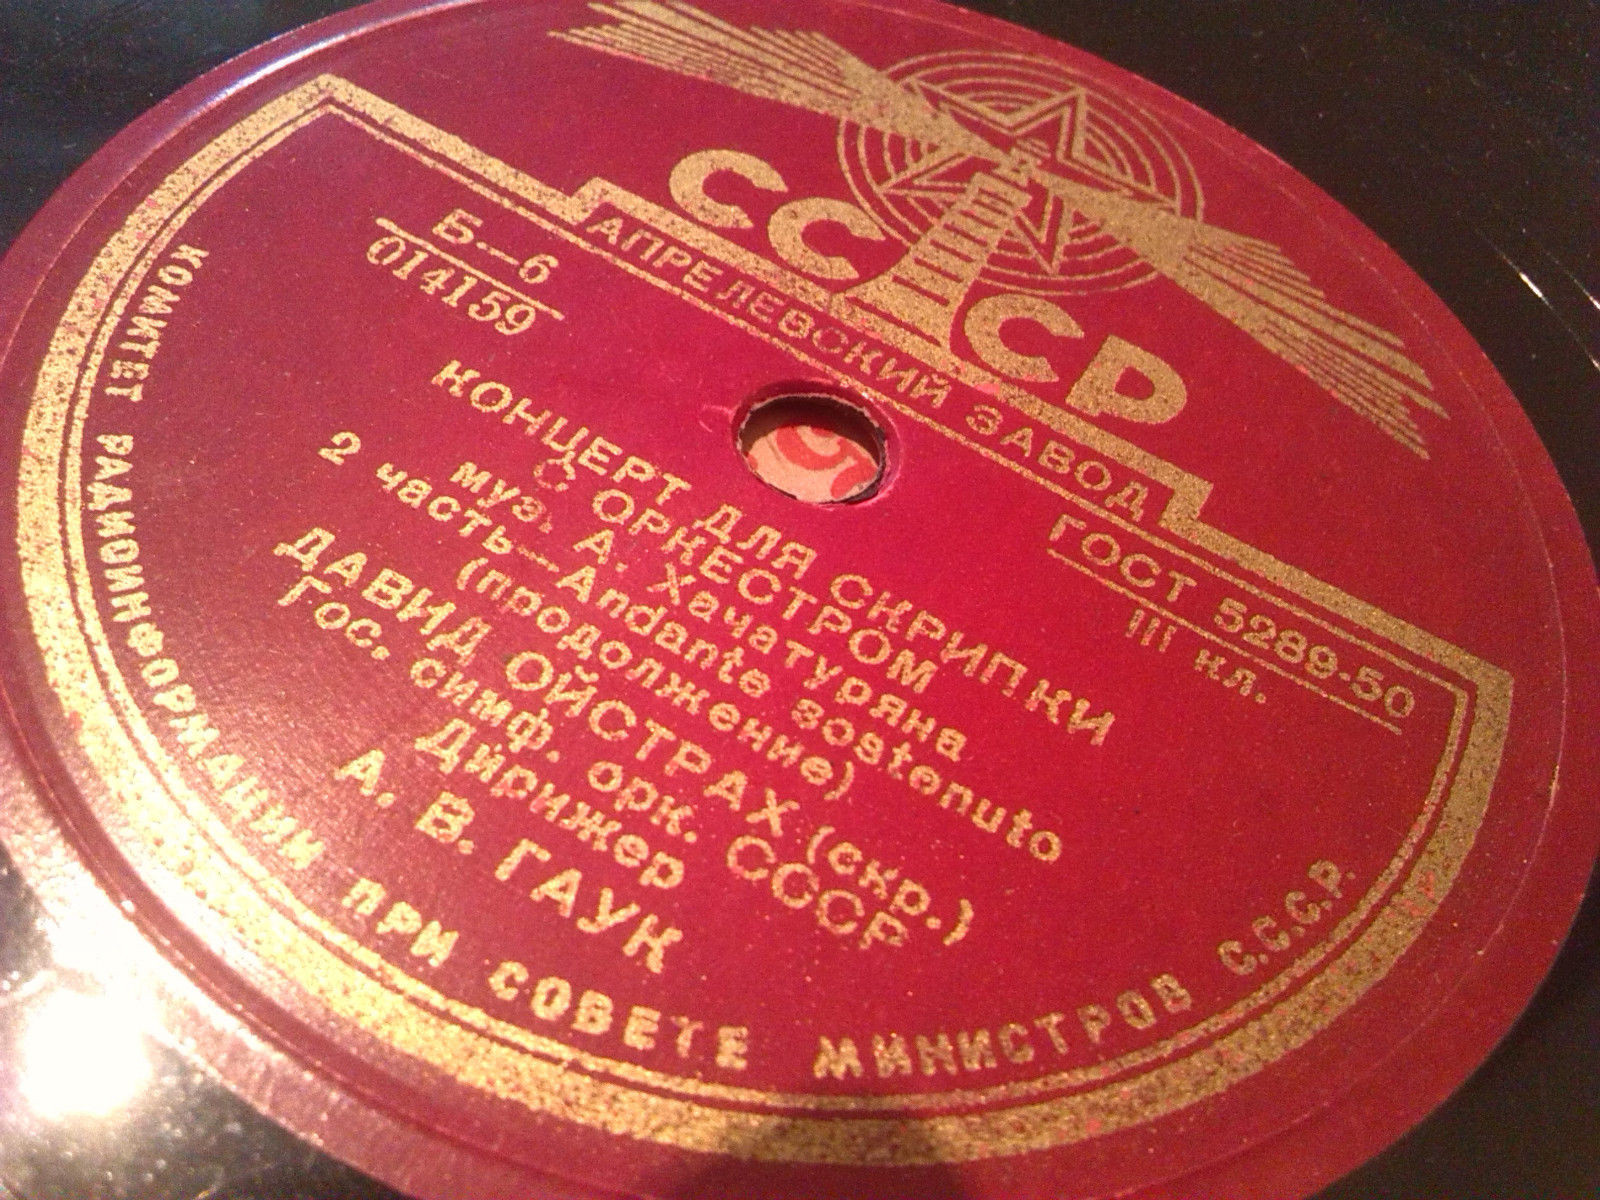 СССР
АПРЕЛЕВСКИЙ ЗАВОД
Б—6
014159
ГОСТ 5289-50
III кл.
КОНЦЕРТ ДЛЯ СКРИПКИ
С ОРКЕСТРОМ
муз. А. Хачатуряна
2 часть—Andante sostenuto
(продолжение)
ДАВИД ОЙСТРАХ (скр.)
Гос. симф. орк. СССР
Дирижер
А. В. ГАУК
КОМИТЕТ РАДИОИНФОРМАЦИИ ПРИ СОВЕТЕ МИНИСТРОВ С.С.С.Р.